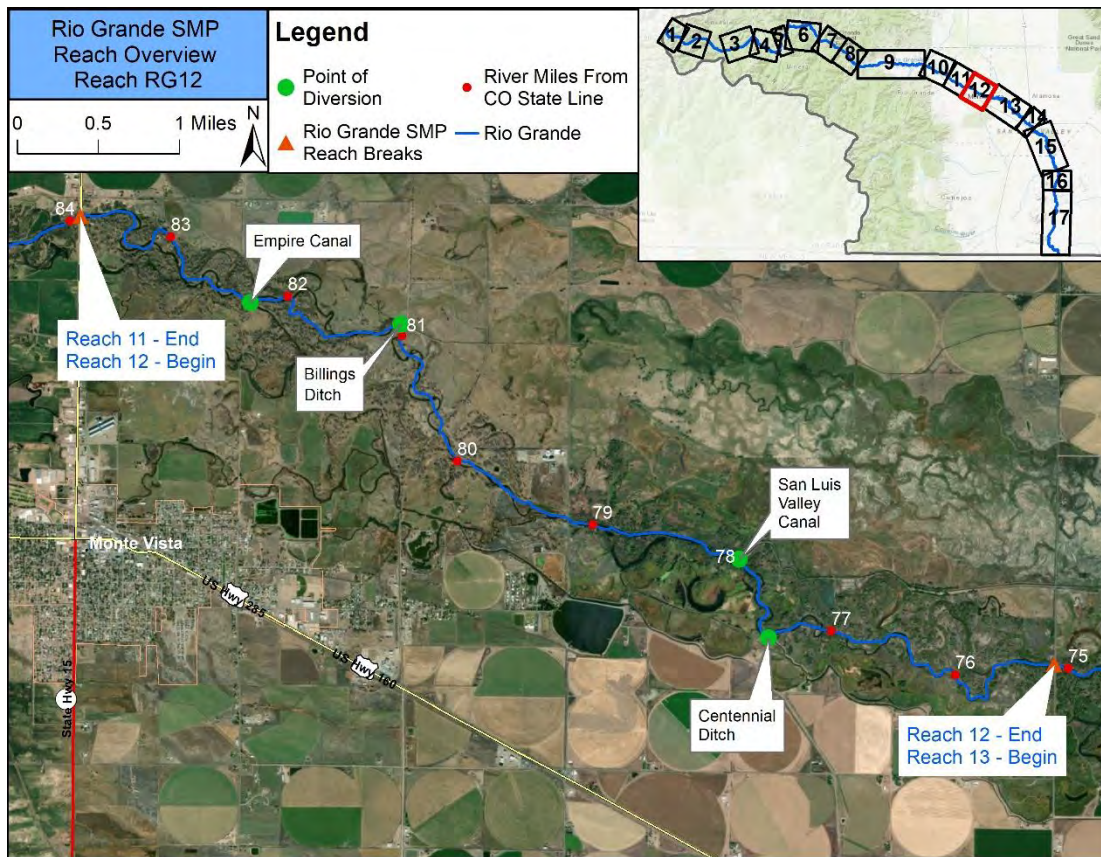 Rio Grande SMP
Reach Overview
Reach RG12
N
0 0.5 1 Miles
Legend
Point of
Diversion
River Miles From
CO State Line
Rio Grande SMP
Reach Breaks
Rio Grande
1
2
3
4
5
6
7
8
9
10
11
12
13
14
15
16
17
84
83
Empire Canal
82
81
Reach 11 - End
Reach 12 - Begin
Billings
Ditch
80
79
San Luis
Valley
Canal
78
77
76
75
Monte Vista
US Hwy 285
US Hwy 160
State Hwy 15
Centennial
Ditch
Reach 12 - End
Reach 13 - Begin